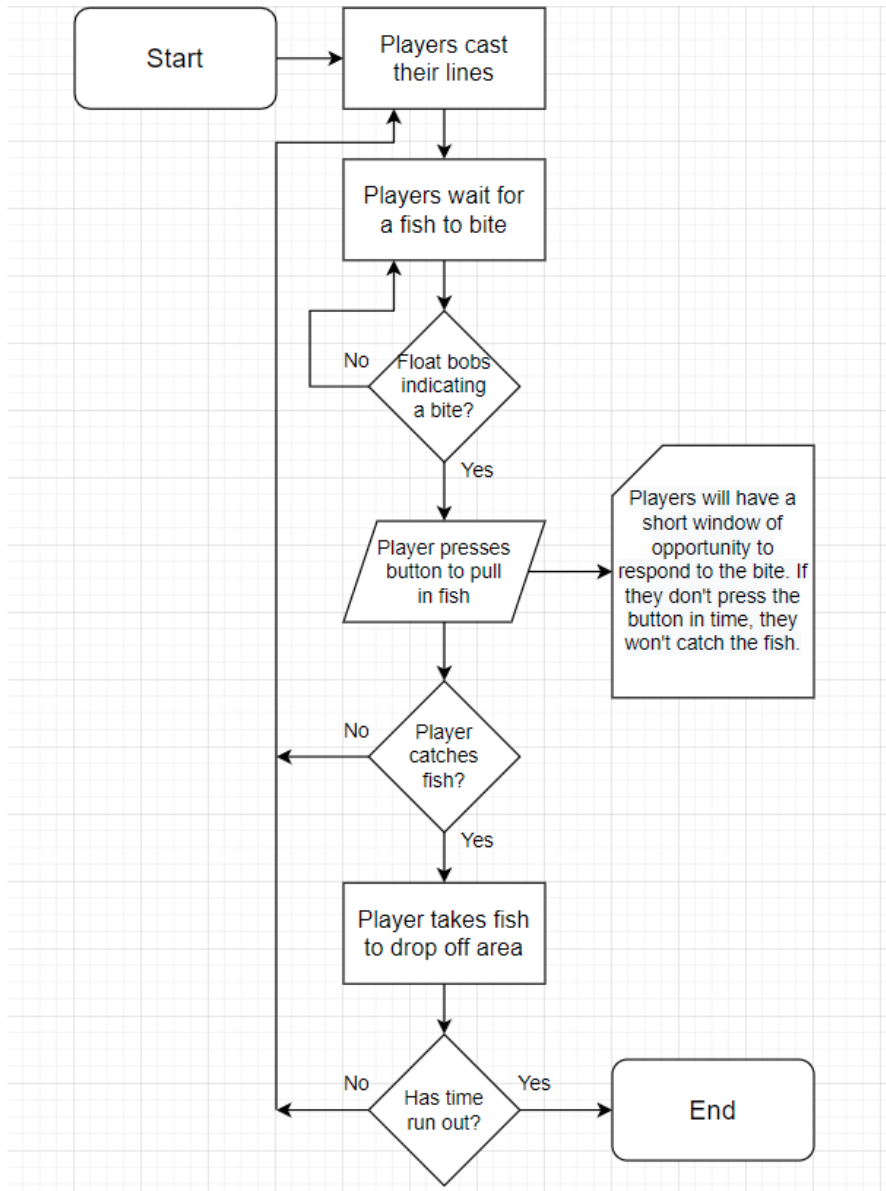 Start
Players cast
their lines
Players wait for
a fish to bite
No
Float bobs
indicating
a bite?
Yes
Player presses
button to pull
in fish
Players will have a
short window of
opportunity to
respond to the bite. If
they don't press the
button in time, they
won't catch the fish.
No
Player
catches
fish?
Yes
Player takes fish
to drop off area
No
Has time
run out?
Yes
End